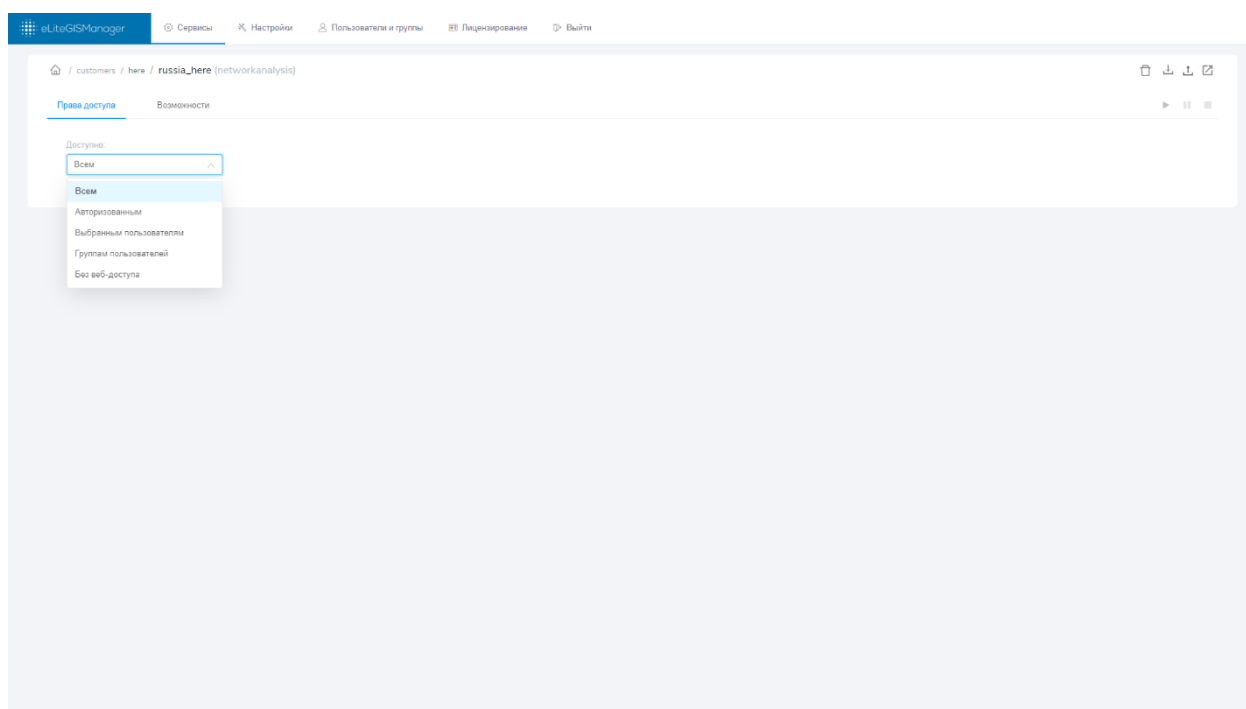 eLiteGISManager Сервисы Настройки Пользователи и группы Лицензирование Выйти
/ customers / here / russia_here (networkanalysis)
Права доступа Возможности
Доступно:
Всем
Всем
Авторизованным
Выбранным пользователям
Группам пользователей
Без веб-доступа